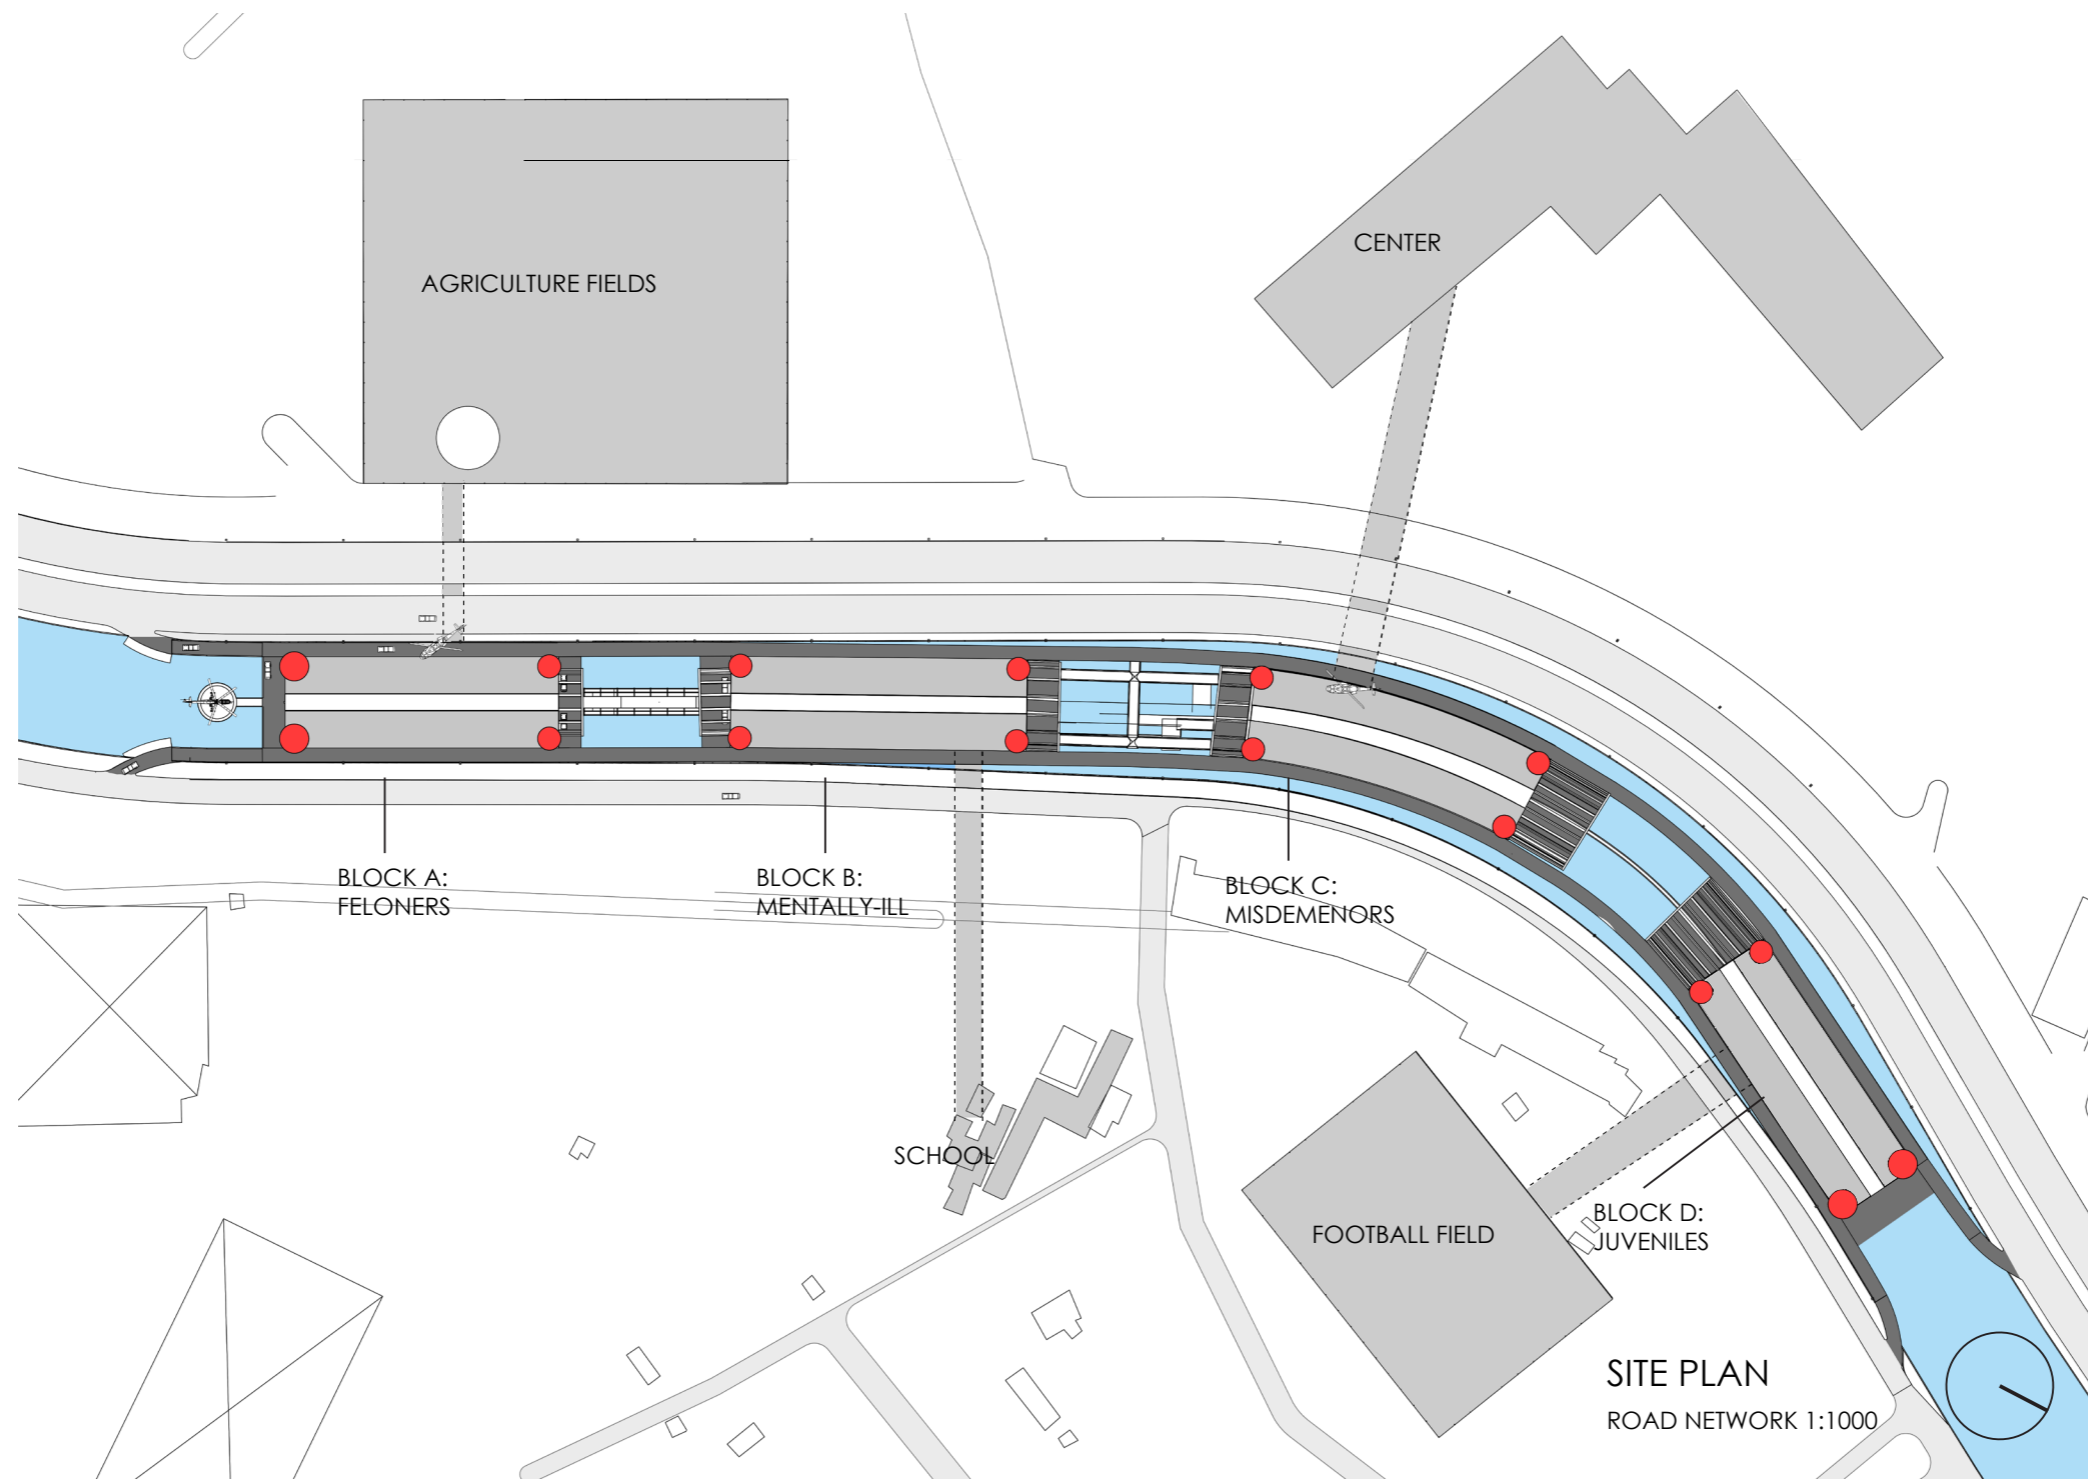 CENTER
AGRICULTURE FIELDS
BLOCK A:
FELONERS
BLOCK B:
MENTALLY-ILL
BLOCK C:
MISDEMENORS
SCHOOL
FOOTBALL FIELD
BLOCK D:
JUVENILES
SITE PLAN
ROAD NETWORK 1:1000